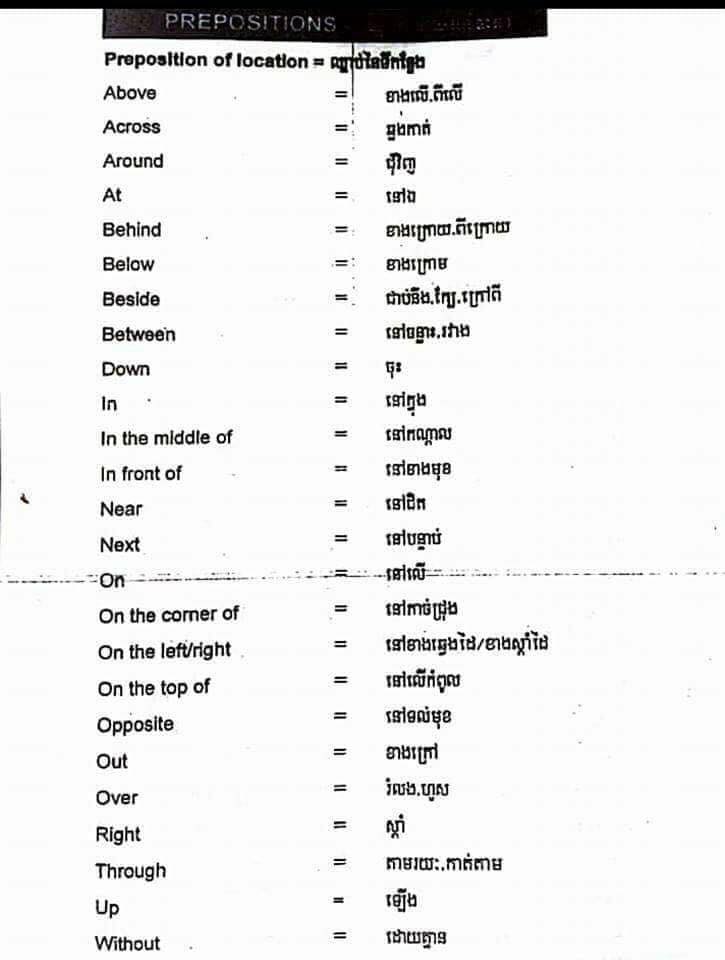 PREPOSITIONS
Preposition of location = ឈ្នាប់នៃទីកន្លែង
Above = ខាងលើ.ពីលើ
Across = ឆ្លងកាត់
Around = ជុំវិញ
At = នៅឯ
Behind = ខាងក្រោយ.ពីក្រោយ
Below = ខាងក្រោម
Beside = ជាប់នឹង.ក្បែ.ក្រៅពី
Between = នៅចន្លោះ.រវាង
Down = ចុះ
In = នៅក្នុង
In the middle of = នៅកណ្តាល
In front of = នៅខាងមុខ
Near = នៅជិត
Next = នៅបន្ទាប់
On = នៅលើ
On the corner of = នៅកាច់ជ្រុង
On the left/right = នៅខាងឆ្វេងដៃ/ខាងស្តាំដៃ
On the top of = នៅលើកំពូល
Opposite = នៅទល់មុខ
Out = ខាងក្រៅ
Over = រំលង.ហួស
Right = ស្តាំ
Through = តាមរយៈ.កាត់តាម
Up = ឡើង
Without = ដោយគ្មាន